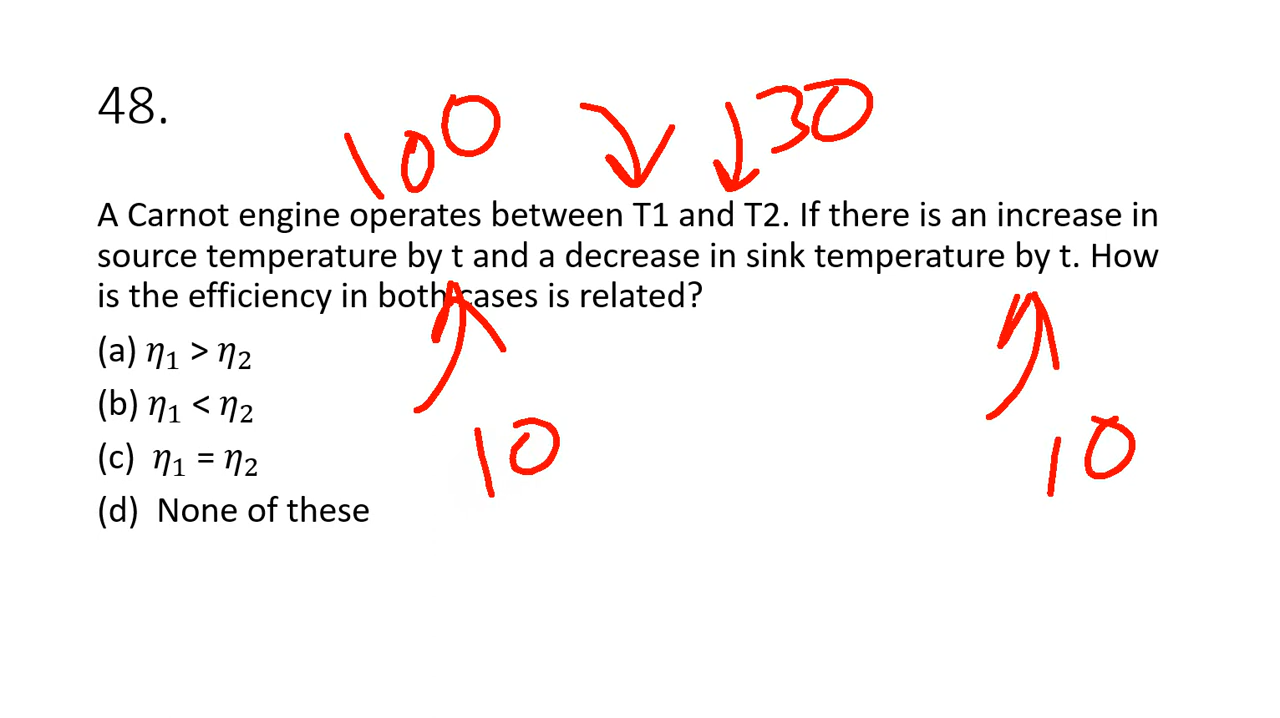 48.
100 30
A Carnot engine operates between T1 and T2. If there is an increase in
source temperature by t and a decrease in sink temperature by t. How
is the efficiency in both cases is related?
(a) η₁ > η₂
(b) η₁ < η₂
(c) η₁ = η₂
10 10
(d) None of these